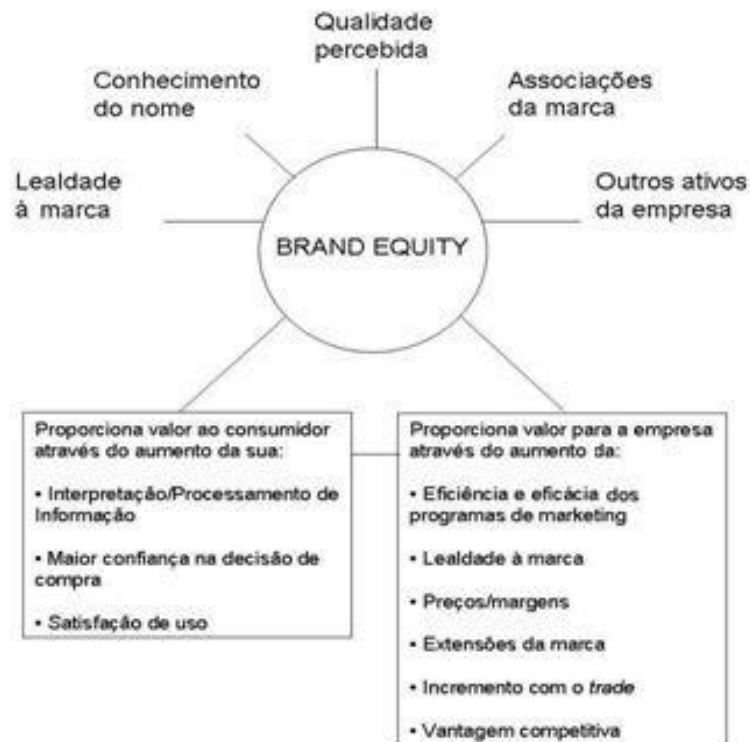 Qualidade
percebida
Conhecimento
do nome
Associações
da marca
Lealdade
à marca
Outros ativos
da empresa
BRAND EQUITY
Proporciona valor ao consumidor
através do aumento da sua:
• Interpretação/Processamento de
Informação
• Maior confiança na decisão de
compra
• Satisfação de uso
Proporciona valor para a empresa
através do aumento da:
• Eficiência e eficácia dos
programas de marketing
• Lealdade à marca
• Preços/margens
• Extensões da marca
• Incremento com o trade
• Vantagem competitiva